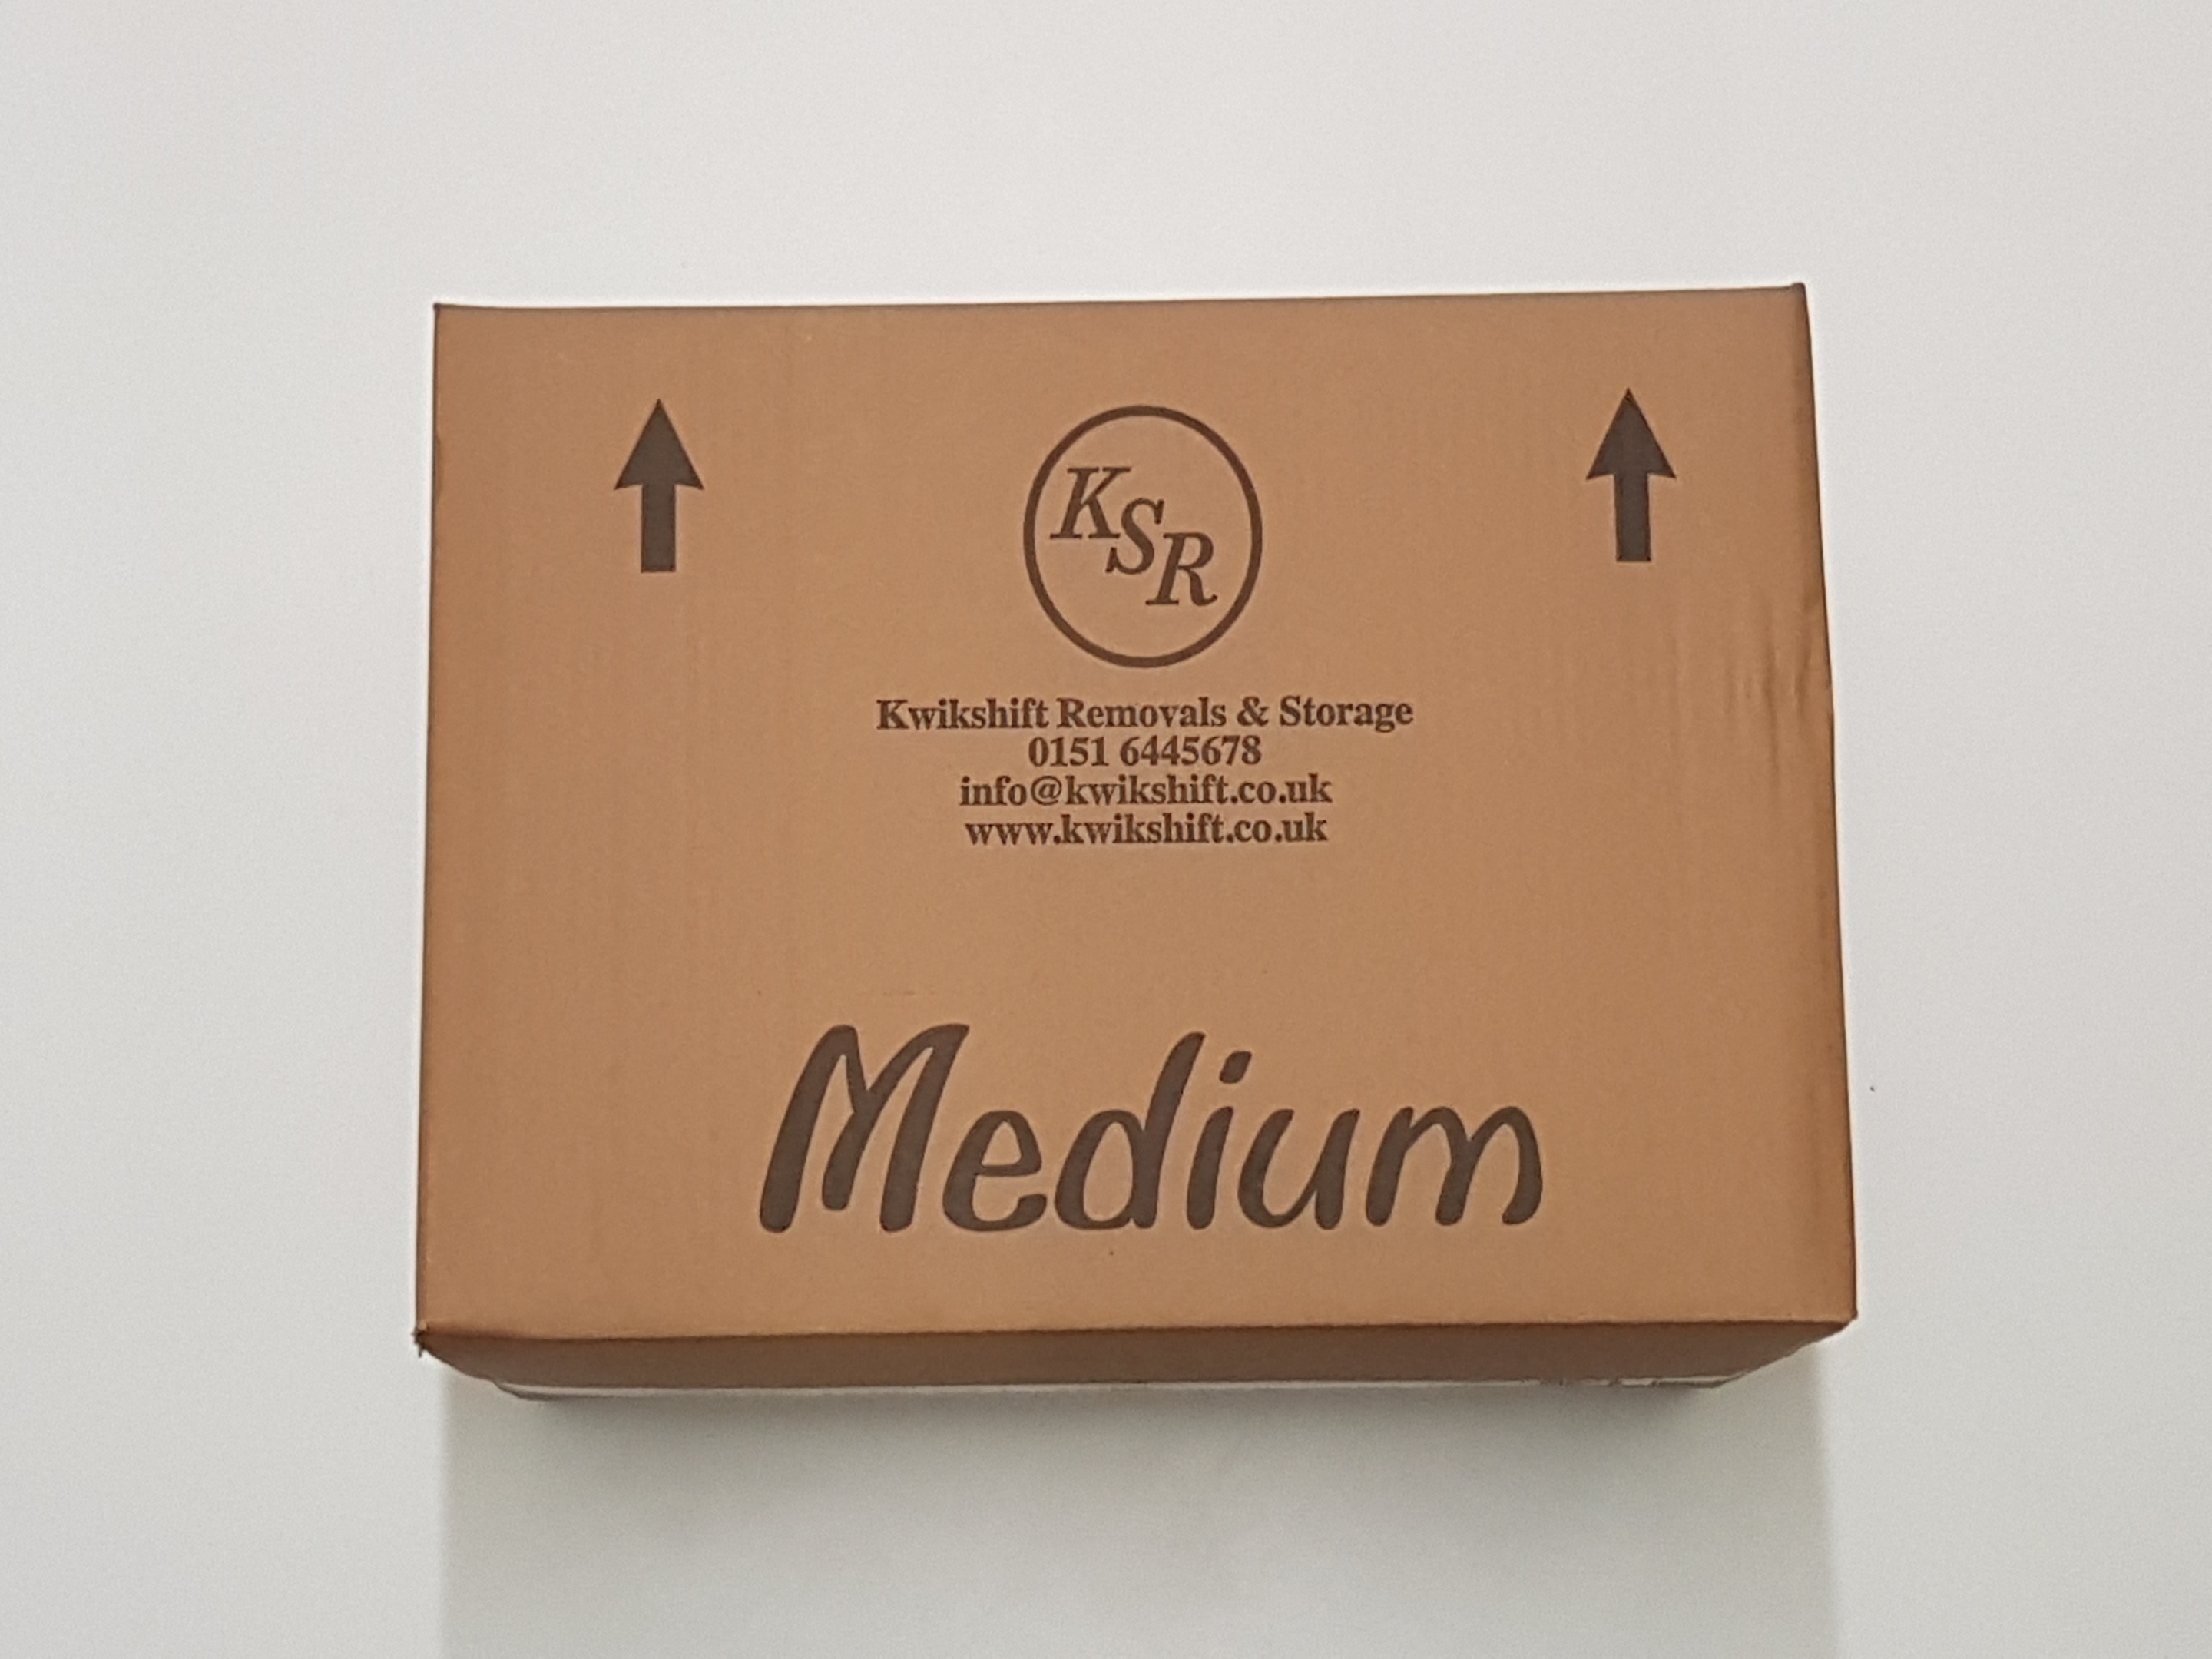 KSR
Kwikshift Removals & Storage
0151 6445678
info@kwikshift.co.uk
www.kwikshift.co.uk
Medium